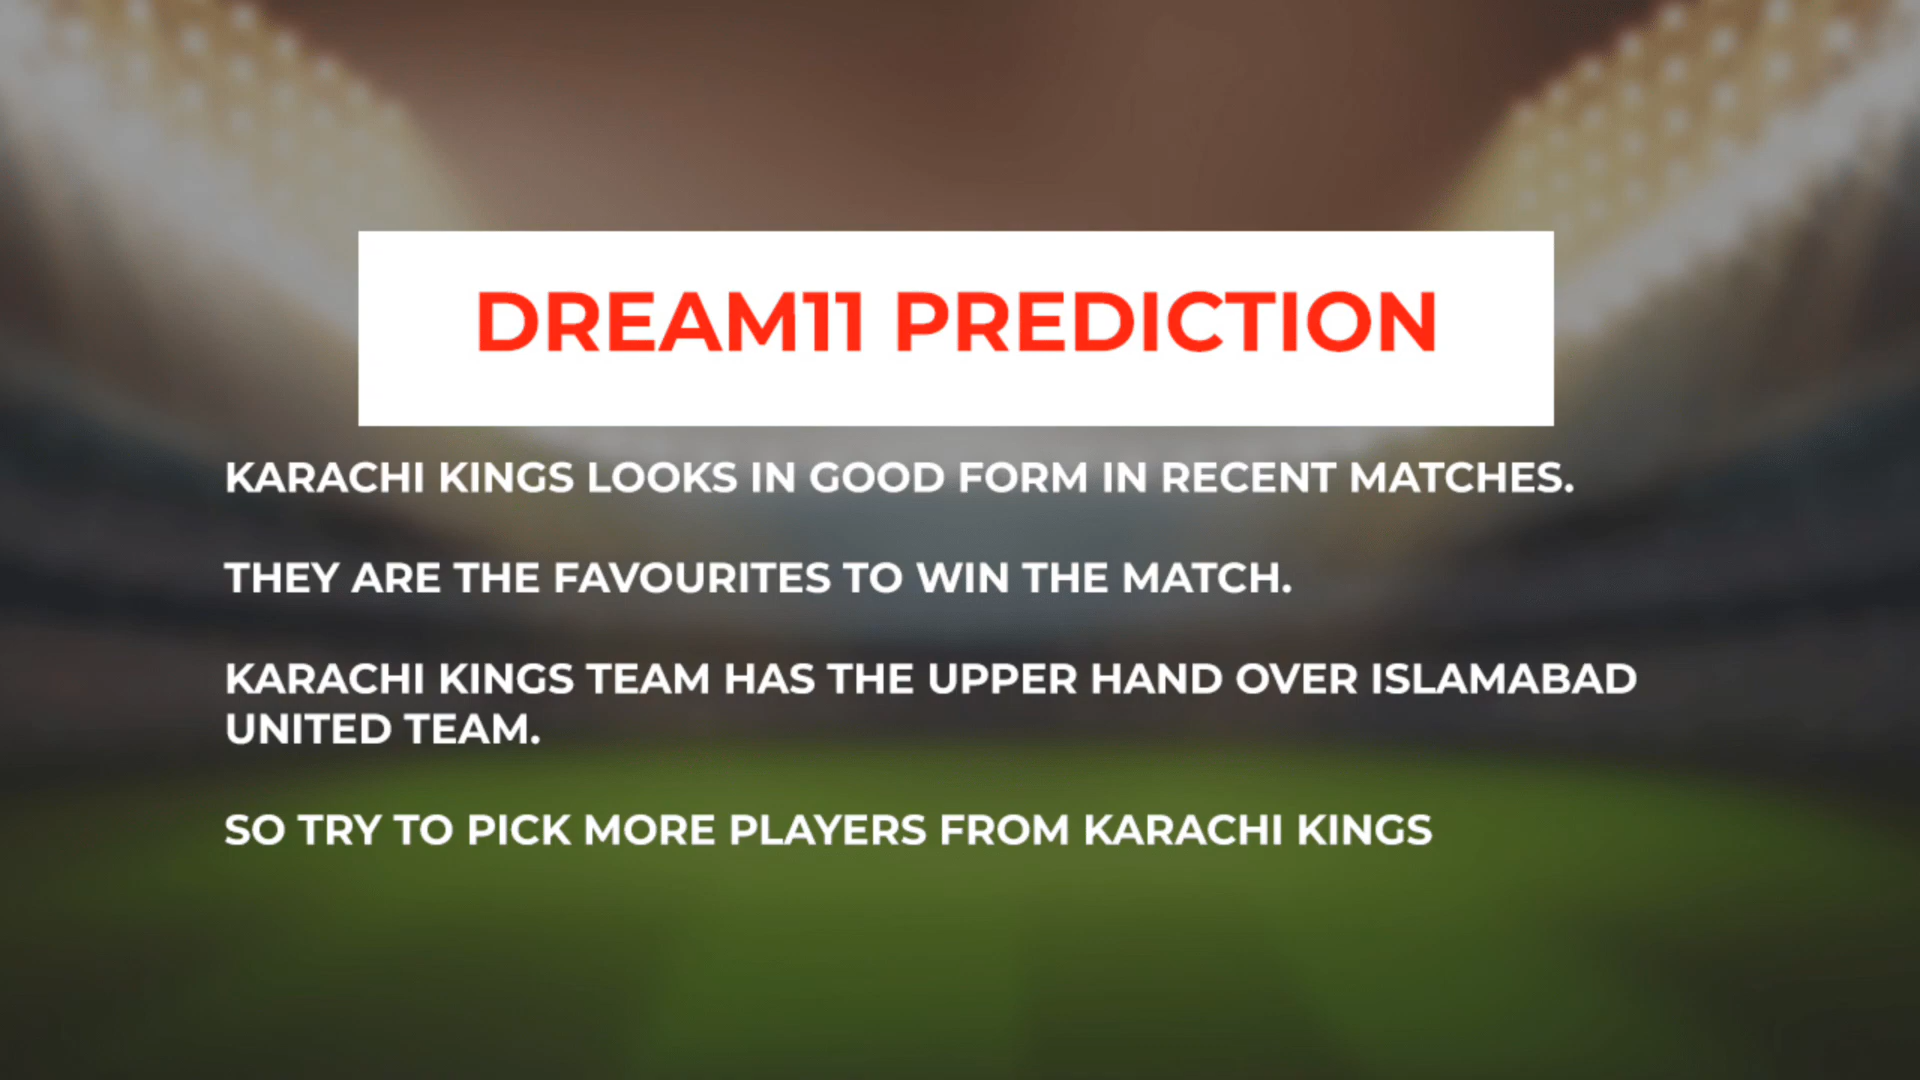 DREAM11 PREDICTION
KARACHI KINGS LOOKS IN GOOD FORM IN RECENT MATCHES.
THEY ARE THE FAVOURITES TO WIN THE MATCH.
KARACHI KINGS TEAM HAS THE UPPER HAND OVER ISLAMABAD
UNITED TEAM.
SO TRY TO PICK MORE PLAYERS FROM KARACHI KINGS